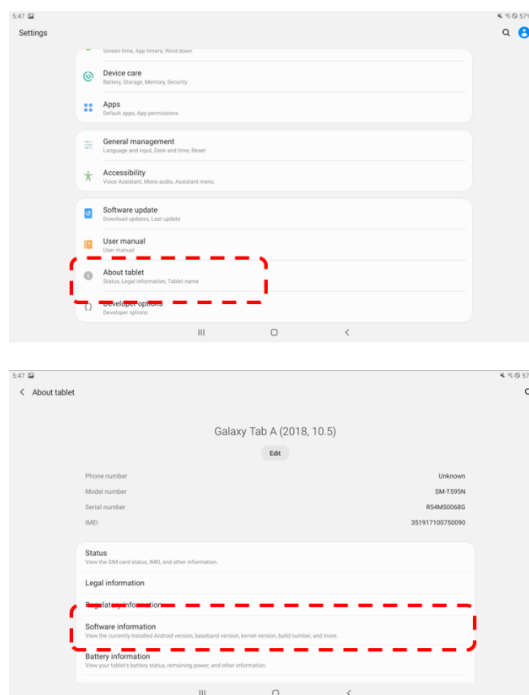 5:47
57%
Settings
Screen time, App timers, Wind down
Device care
Battery, Storage, Memory, Security
Apps
Default apps, App permissions
General management
Language and input, Date and time, Reset
Accessibility
Voice Assistant, Mono audio, Assistant menu
Software update
Download updates, Last update
User manual
User manual
About tablet
Status, Legal information, Tablet name
Developer options
Developer options
5:47
57
About tablet
Galaxy Tab A (2018, 10.5)
Edit
Phone number
Unknown
Model number
SM-T595N
Serial number
R54M50068G
IMEI
351917100750090
Status
View the SIM card status, IMEI, and other information.
Legal information
Regulatory information
Software information
View the currently installed Android version, baseband version, kernel version, build number, and more.
Battery information
View your tablet's battery status, remaining power, and other information.